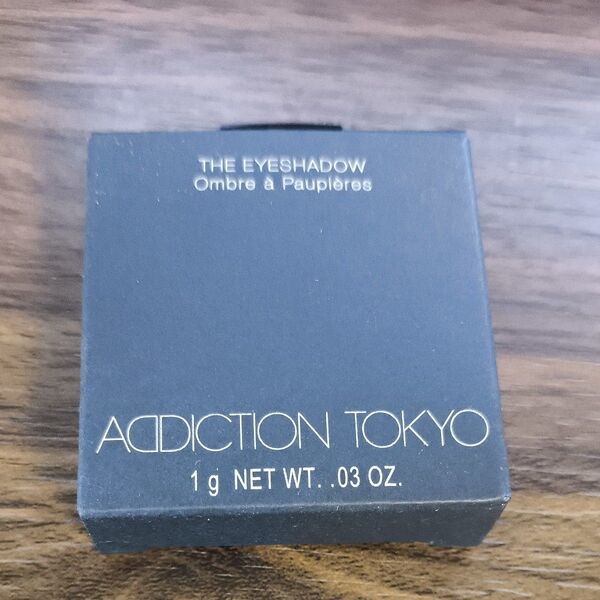 THE EYESHADOW
Ombre à Paupières
ADDICTION TOKYO
1 g NET WT. .03 OZ.